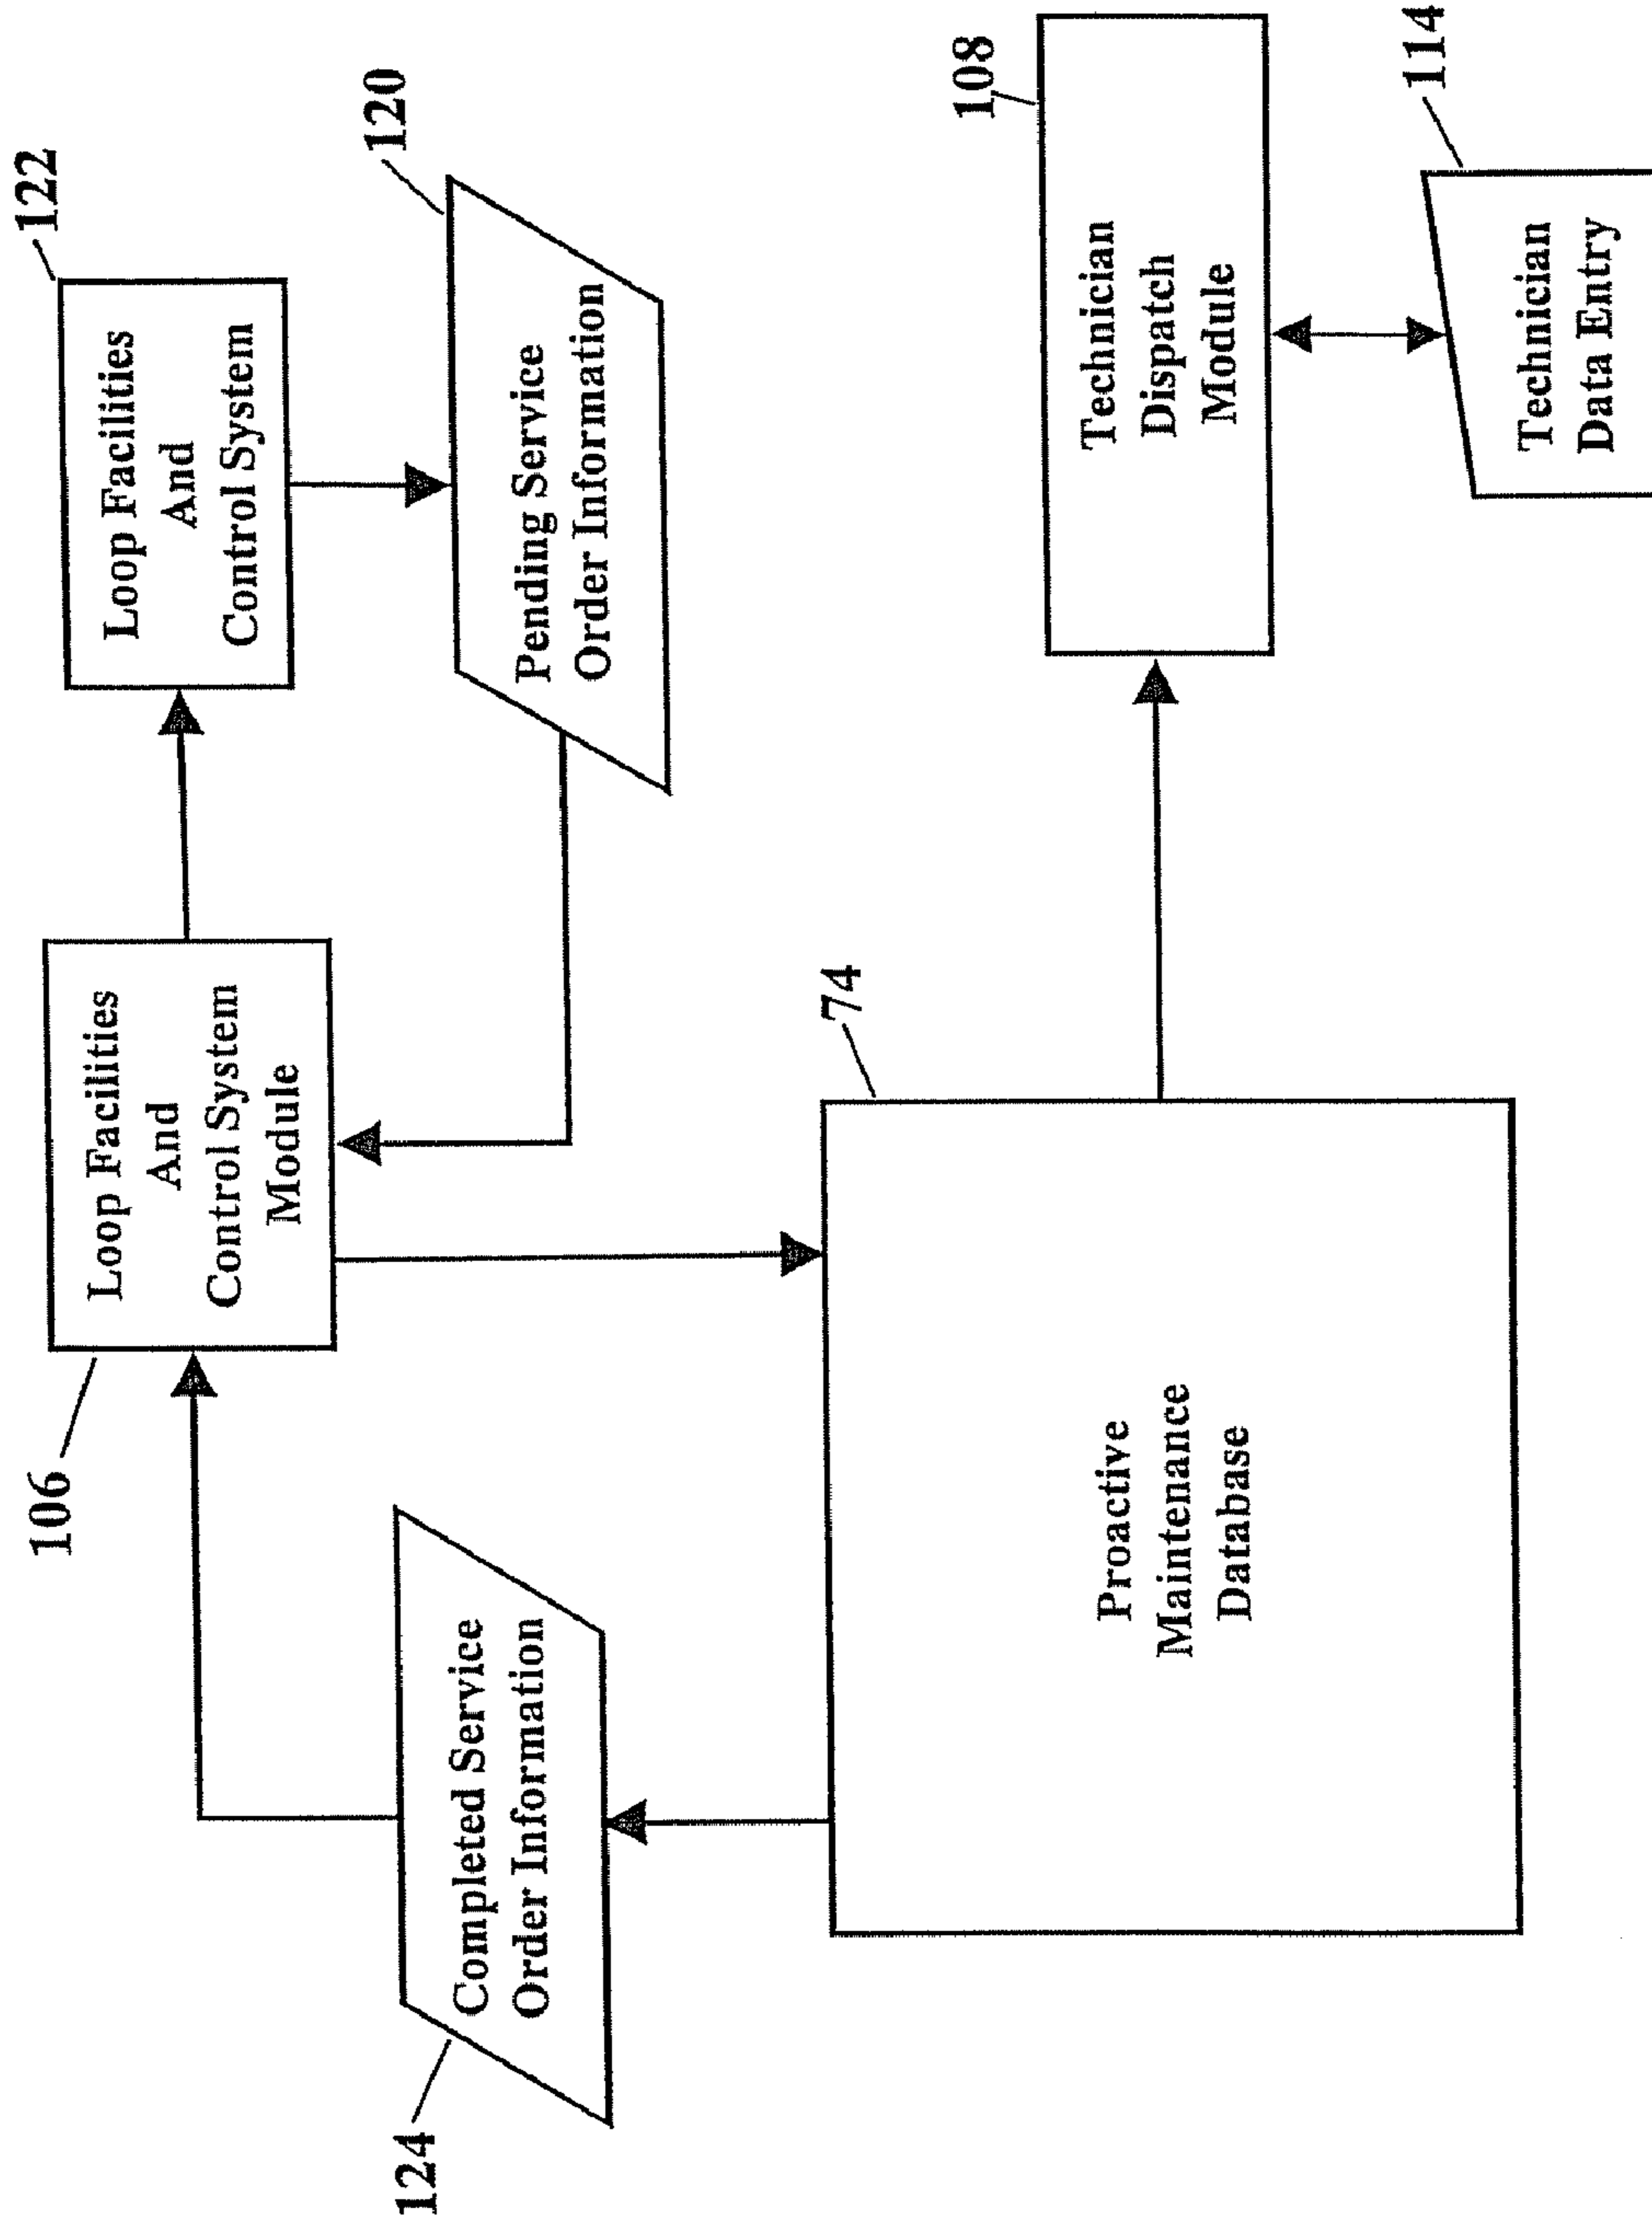 122
Loop Facilities
And
Control System
120
Pending Service
Order Information
106
Loop Facilities
And
Control System
Module
124
Completed Service
Order Information
74
Proactive
Maintenance
Database
108
Technician
Dispatch
Module
114
Technician
Data Entry